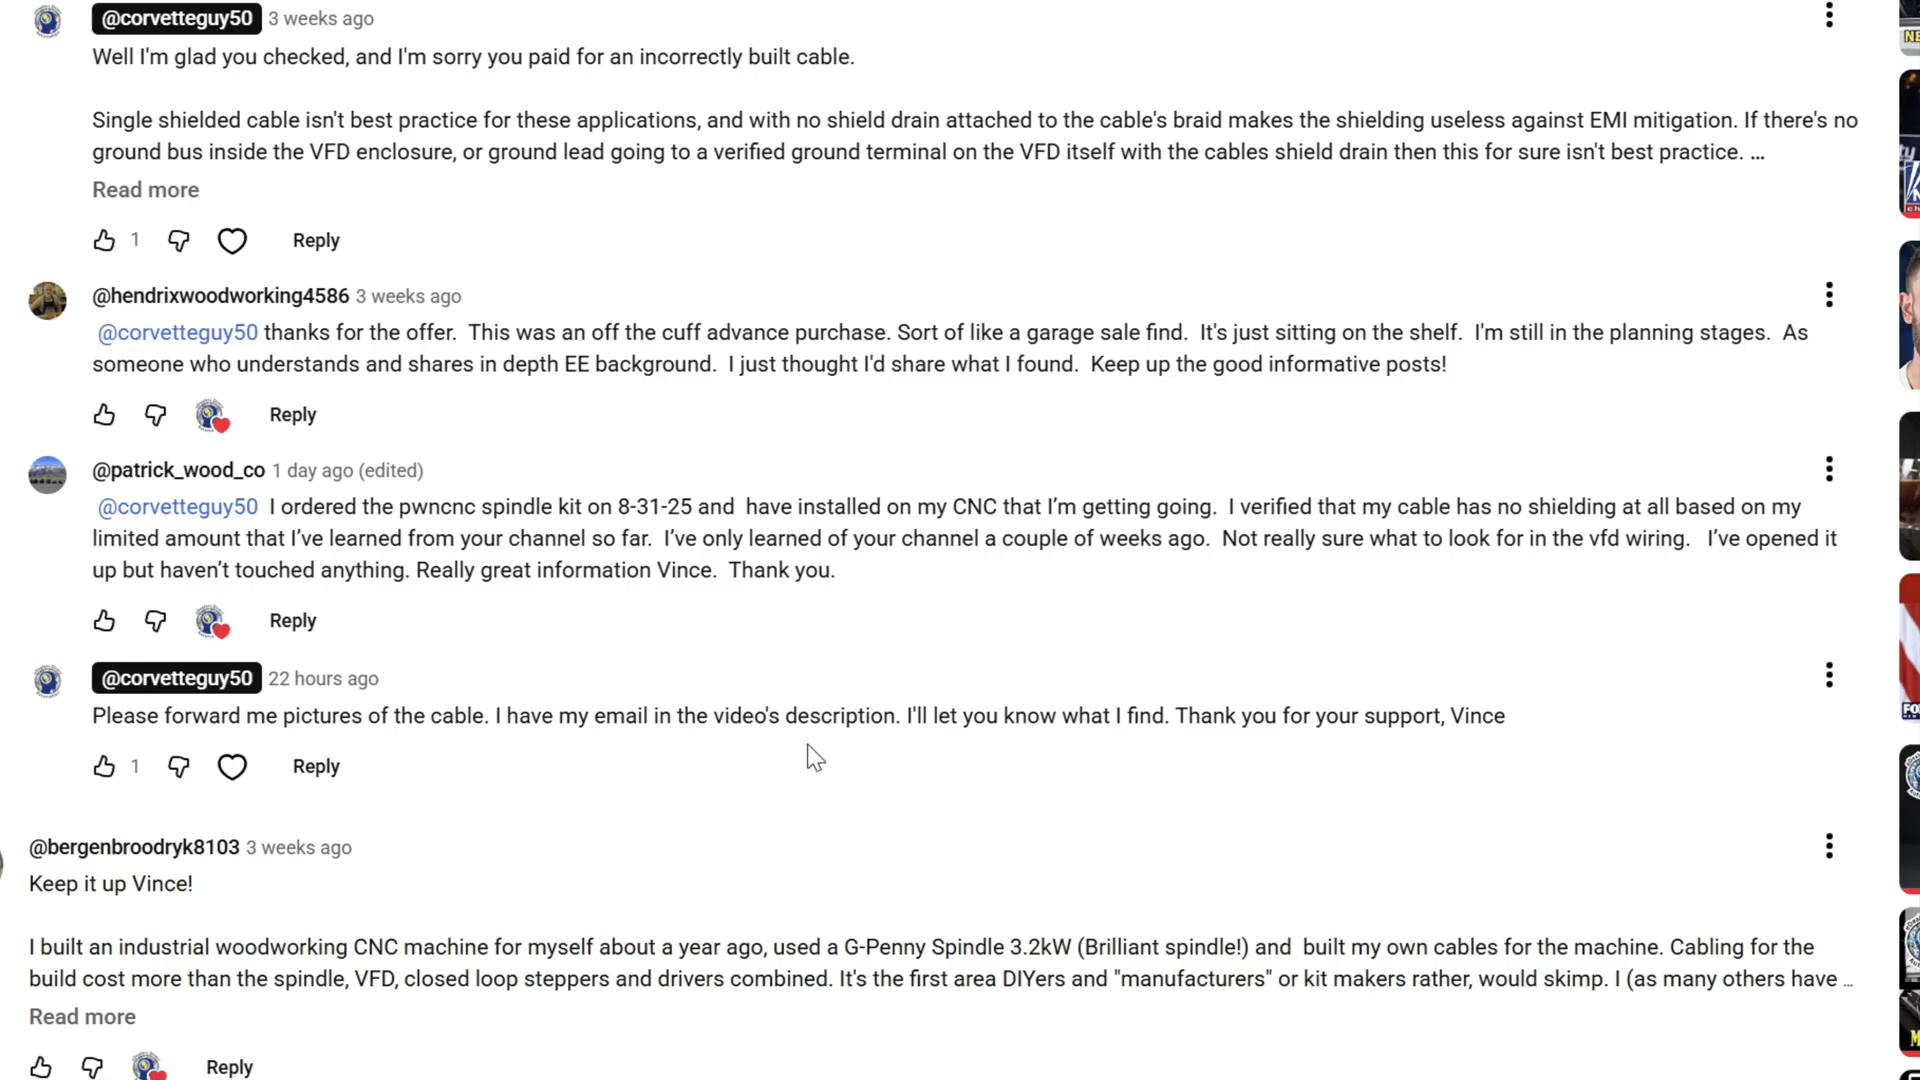 @corvetteguy50 3 weeks ago
Well I'm glad you checked, and I'm sorry you paid for an incorrectly built cable.
Single shielded cable isn't best practice for these applications, and with no shield drain attached to the cable's braid makes the shielding useless against EMI mitigation. If there's no
ground bus inside the VFD enclosure, or ground lead going to a verified ground terminal on the VFD itself with the cables shield drain then this for sure isn't best practice. ...
Read more
1 Reply
@hendrixwoodworking4586 3 weeks ago
@corvetteguy50 thanks for the offer. This was an off the cuff advance purchase. Sort of like a garage sale find. It's just sitting on the shelf. I'm still in the planning stages. As
someone who understands and shares in depth EE background. I just thought I'd share what I found. Keep up the good informative posts!
Reply
@patrick_wood_co 1 day ago (edited)
@corvetteguy50 I ordered the pwncnc spindle kit on 8-31-25 and have installed on my CNC that I’m getting going. I verified that my cable has no shielding at all based on my
limited amount that I’ve learned from your channel so far. I’ve only learned of your channel a couple of weeks ago. Not really sure what to look for in the vfd wiring. I’ve opened it
up but haven’t touched anything. Really great information Vince. Thank you.
Reply
@corvetteguy50 22 hours ago
Please forward me pictures of the cable. I have my email in the video's description. I'll let you know what I find. Thank you for your support, Vince
1 Reply
@bergenbroodryk8103 3 weeks ago
Keep it up Vince!
I built an industrial woodworking CNC machine for myself about a year ago, used a G-Penny Spindle 3.2kW (Brilliant spindle!) and built my own cables for the machine. Cabling for the
build cost more than the spindle, VFD, closed loop steppers and drivers combined. It's the first area DIYers and "manufacturers" or kit makers rather, would skimp. I (as many others have ...
Read more
Reply